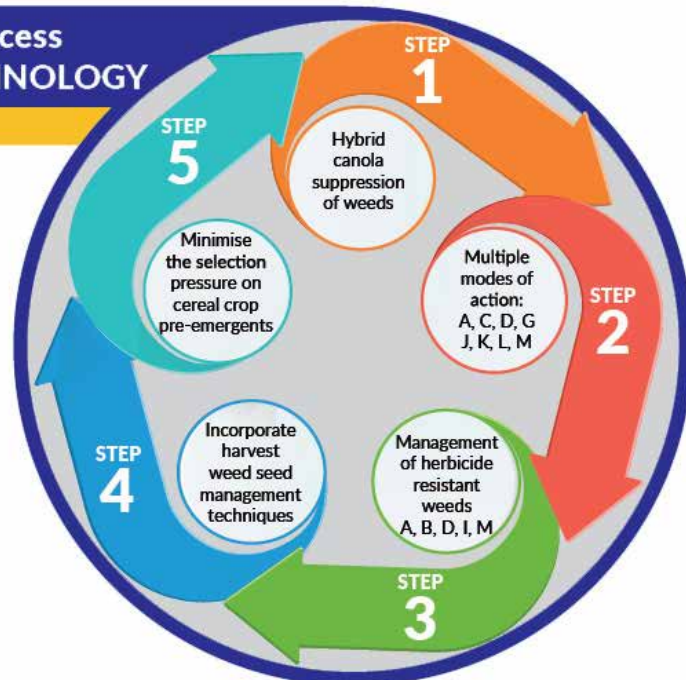 cess
NOLOGY
STEP
1
Hybrid
canola
suppression
of weeds
STEP
2
Multiple
modes of
action:
A, C, D, G
J, K, L, M
STEP
3
Management
of herbicide
resistant
weeds
A, B, D, I, M
STEP
4
Incorporate
harvest
weed seed
management
techniques
STEP
5
Minimise
the selection
pressure on
cereal crop
pre-emergents